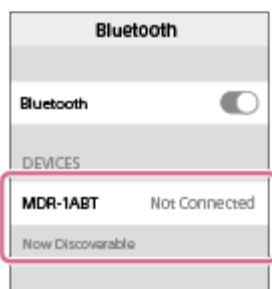 Bluetooth
Bluetooth
DEVICES
MDR-1ABT Not Connected
Now Discoverable